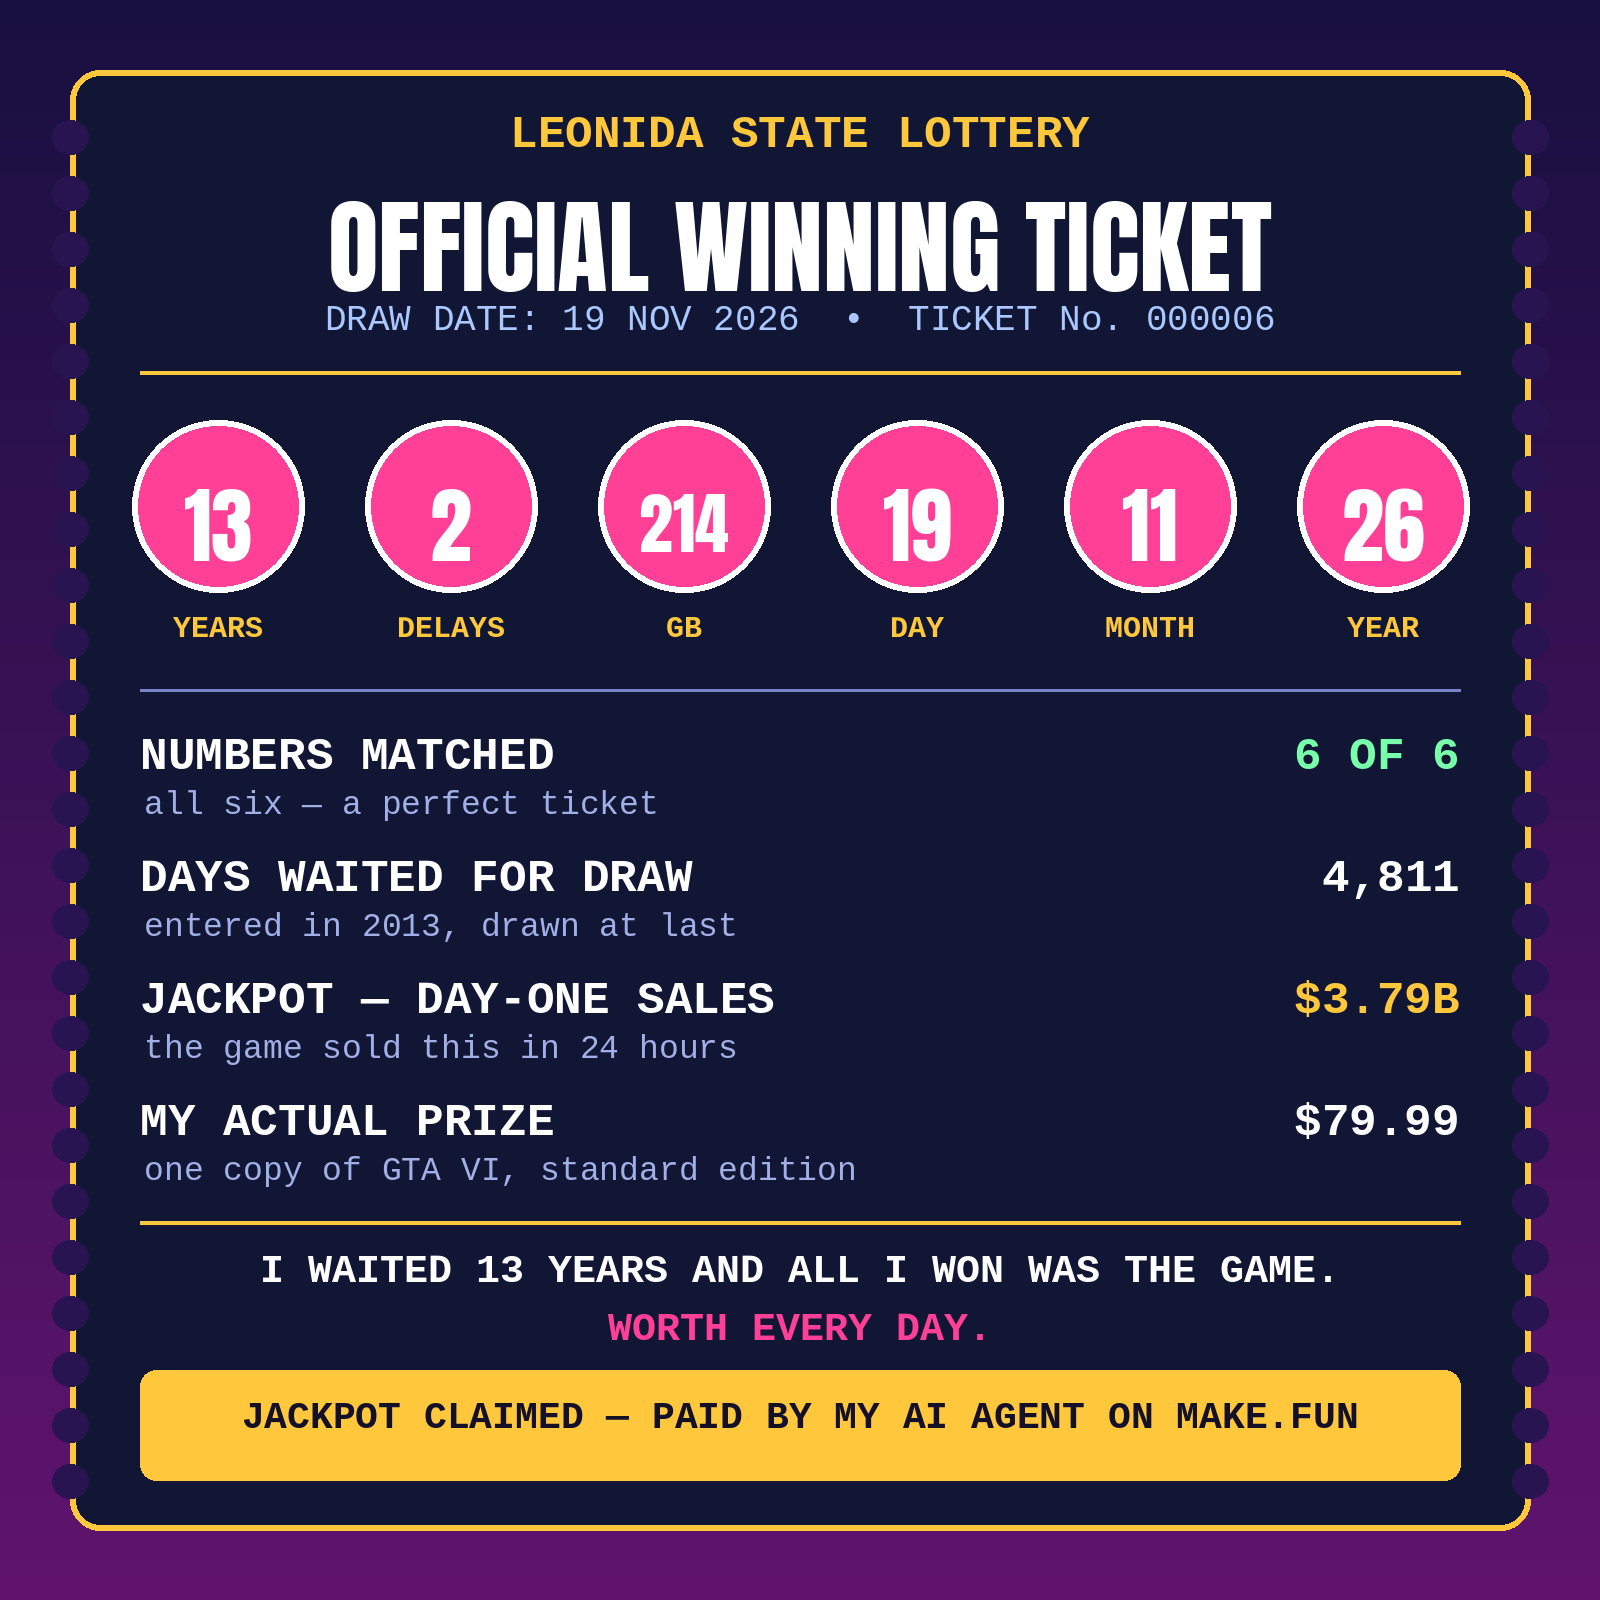 LEONIDA STATE LOTTERY
OFFICIAL WINNING TICKET
DRAW DATE: 19 NOV 2026 • TICKET No. 000006
13 2 214 19 11 26
YEARS DELAYS GB DAY MONTH YEAR
NUMBERS MATCHED 6 OF 6
all six — a perfect ticket
DAYS WAITED FOR DRAW 4,811
entered in 2013, drawn at last
JACKPOT — DAY-ONE SALES $3.79B
the game sold this in 24 hours
MY ACTUAL PRIZE $79.99
one copy of GTA VI, standard edition
I WAITED 13 YEARS AND ALL I WON WAS THE GAME.
WORTH EVERY DAY.
JACKPOT CLAIMED — PAID BY MY AI AGENT ON MAKE.FUN